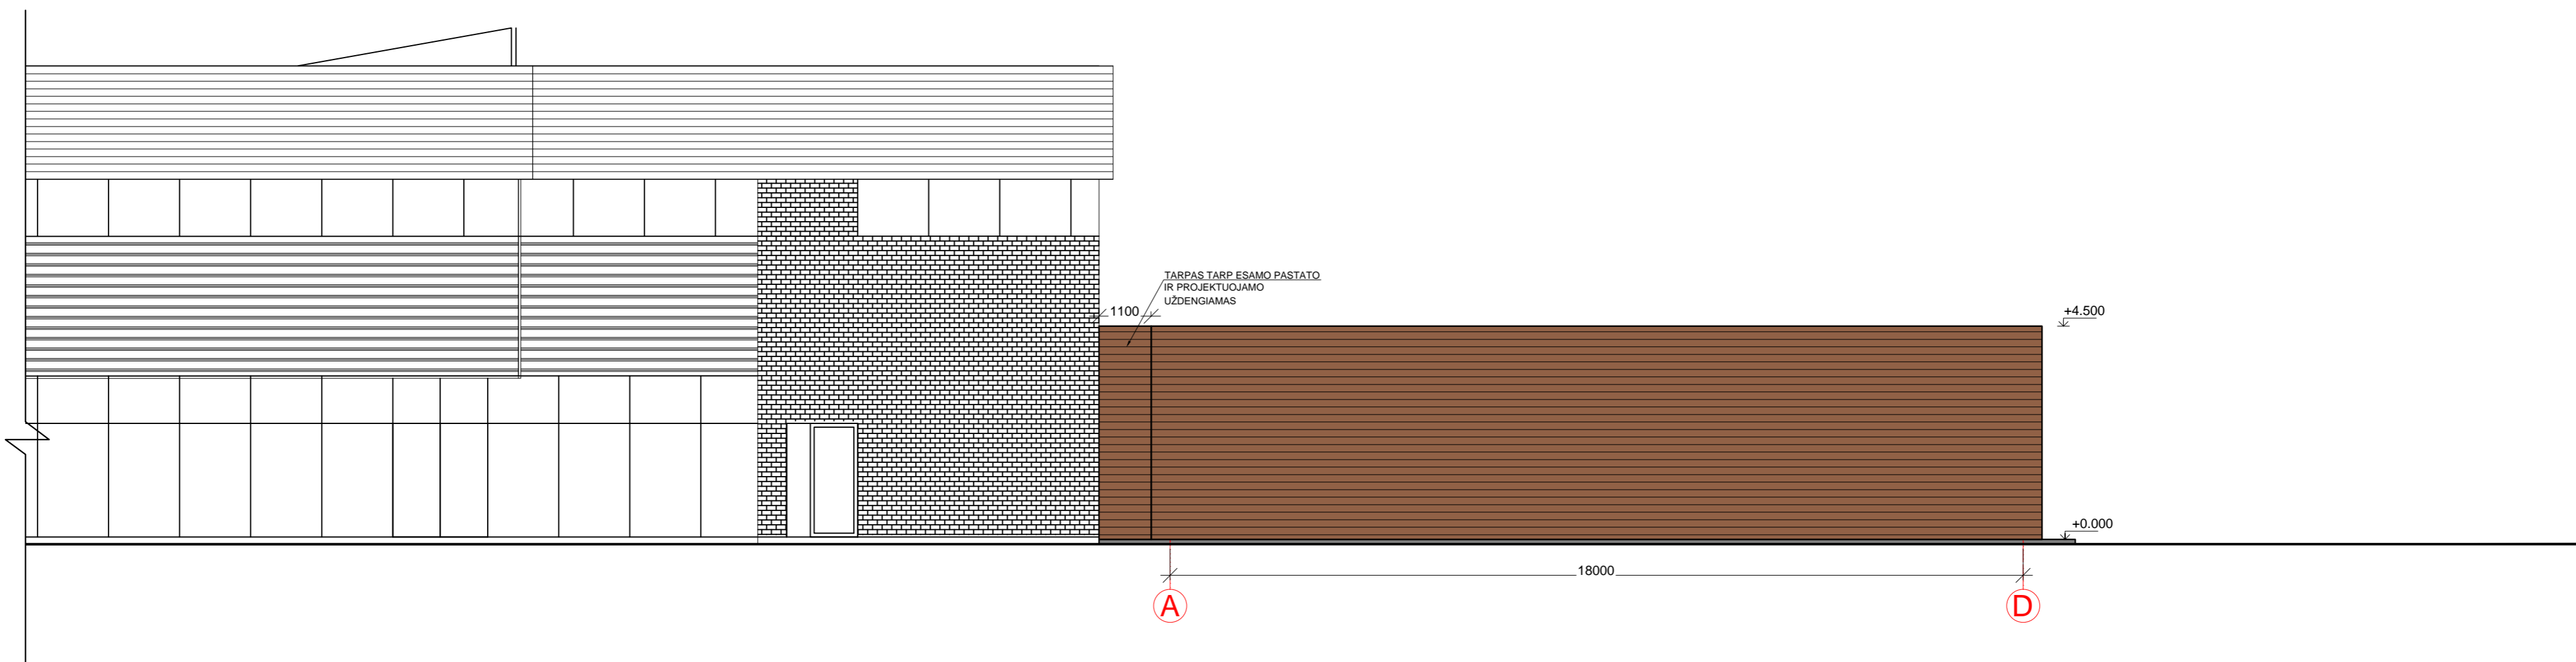 TARPAS TARP ESAMO PASTATO
IR PROJEKTUOJAMO
UŽDENGIAMAS
1100
+4.500
+0.000
18000
A
D